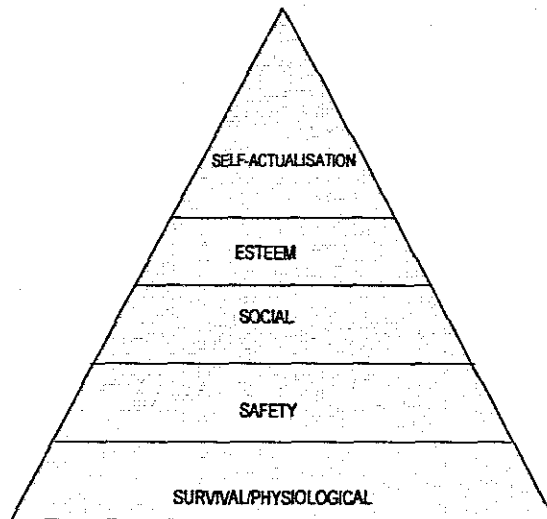 SELF-ACTUALISATION
ESTEEM
SOCIAL
SAFETY
SURVIVAL/PHYSIOLOGICAL